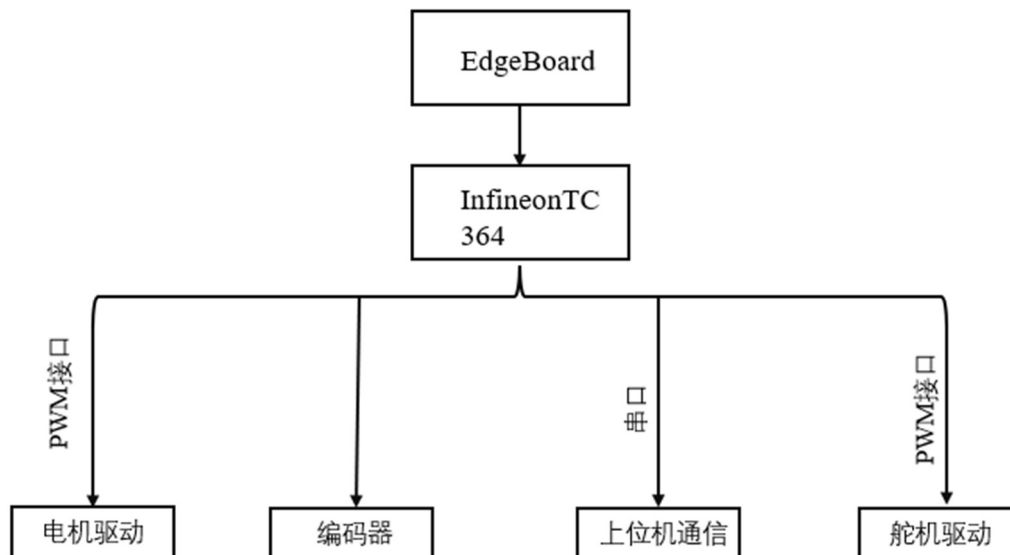 EdgeBoard
InfineonTC
364
PWM接口
串口
PWM接口
电机驱动
编码器
上位机通信
舵机驱动